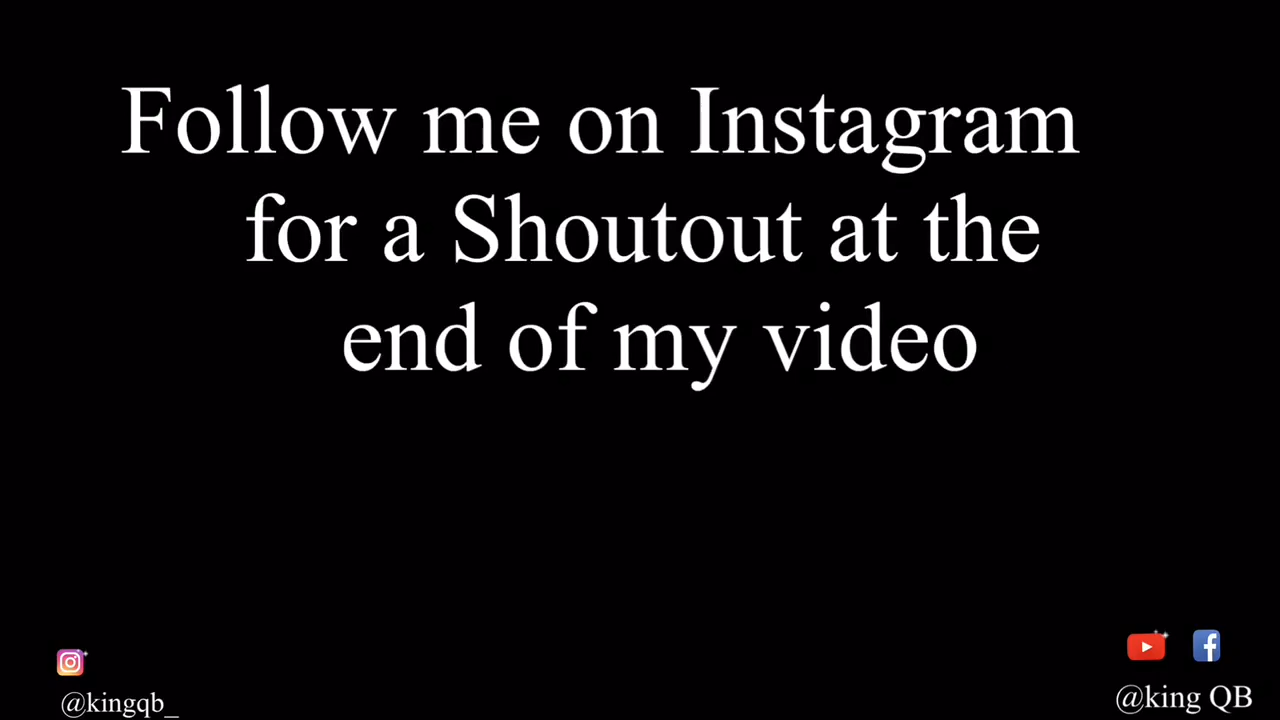 Follow me on Instagram
for a Shoutout at the
end of my video
@kingqb_
@king QB